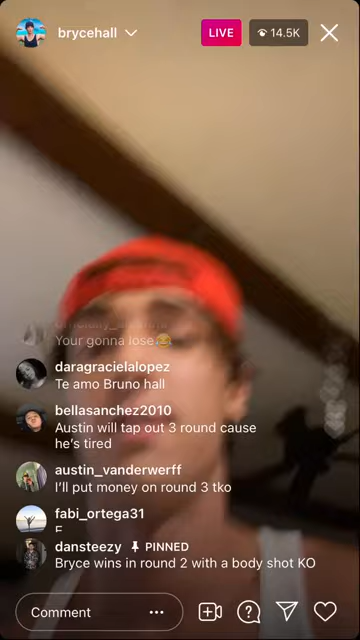 brycehall
LIVE
14.5K
Your gonna lose😂
daragracielalopez
Te amo Bruno hall
bellasanchez2010
Austin will tap out 3 round cause
he's tired
austin_vanderwerff
I'll put money on round 3 tko
fabi_ortega31
F
dansteezy PINNED
Bryce wins in round 2 with a body shot KO
Comment